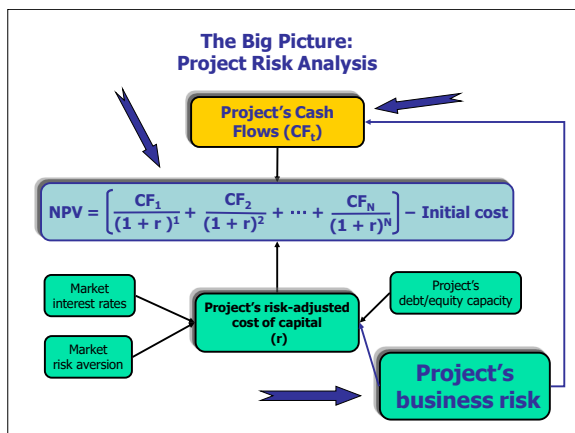 The Big Picture:
Project Risk Analysis
Project's Cash
Flows (CFₜ)
NPV = [ CF₁ / (1 + r )¹ + CF₂ / (1 + r)² + ··· + CF_N / (1 + r)ᴺ ] − Initial cost
Market
interest rates
Project's risk-adjusted
cost of capital
(r)
Project's
debt/equity capacity
Market
risk aversion
Project's
business risk